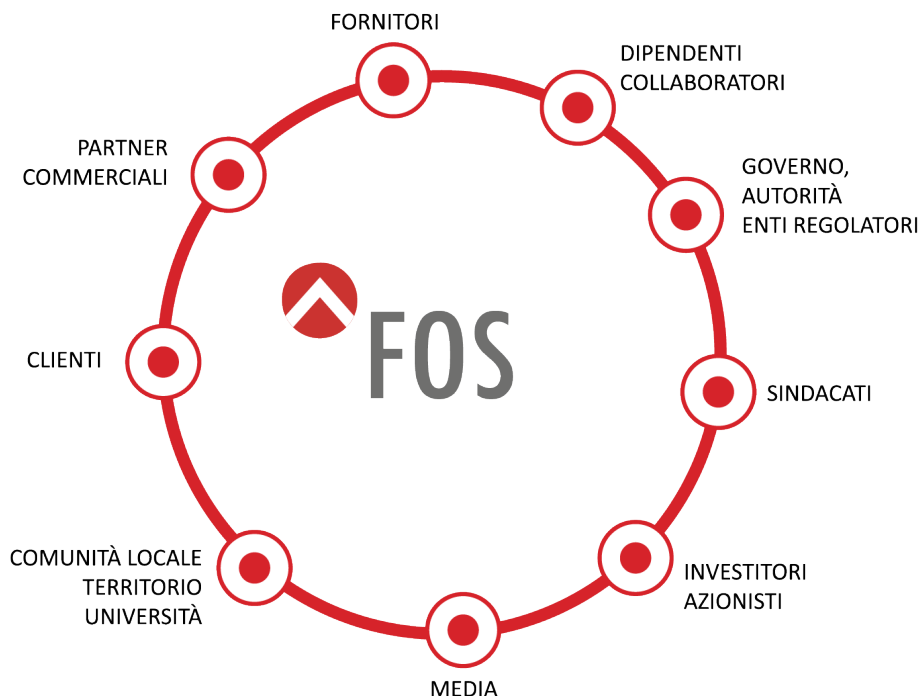 FORNITORI
DIPENDENTI
COLLABORATORI
PARTNER
COMMERCIALI
GOVERNO,
AUTORITÀ
ENTI REGOLATORI
FOS
CLIENTI
SINDACATI
COMUNITÀ LOCALE
TERRITORIO
UNIVERSITÀ
INVESTITORI
AZIONISTI
MEDIA